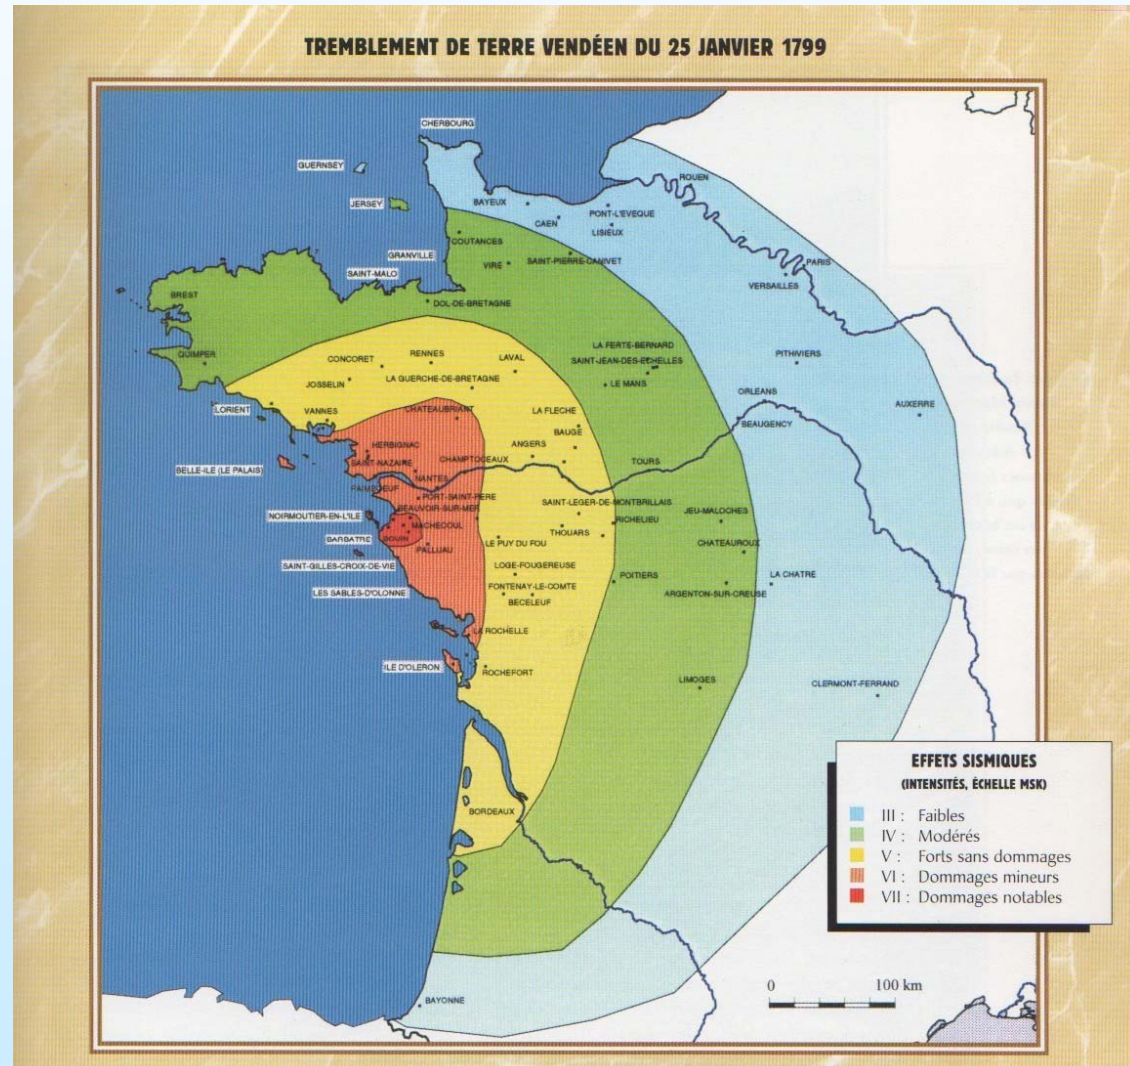 TREMBLEMENT DE TERRE VENDÉEN DU 25 JANVIER 1799
CHERBOURG
GUERNSEY
ROUEN
JERSEY
BAYEUX
CAEN
PONT-L'EVEQUE
LISIEUX
COUTANCES
GRANVILLE
VIRE
SAINT-PIERRE-CANIVET
PARIS
SAINT-MALO
VERSAILLES
BREST
DOL-DE-BRETAGNE
LA FERTE-BERNARD
QUIMPER
CONCORET
RENNES
LAVAL
SAINT-JEAN-DES-ECHELLES
PITHIVIERS
JOSSELIN
LA GUERCHE-DE-BRETAGNE
LE MANS
ORLEANS
AUXERRE
LORIENT
VANNES
CHATEAUBRIANT
LA FLECHE
BEAUGENCY
BAUGE
HERBIGNAC
ANGERS
SAINT-NAZAIRE
CHAMPTOCEAUX
TOURS
BELLE-ILE (LE PALAIS)
NANTES
PAIMBOEUF
PORT-SAINT-PERE
SAINT-LEGER-DE-MONTBRILLAIS
BEAUVOIR-SUR-MER
NOIRMOUTIER-EN-L'ILE
MACHECOUL
RICHELIEU
JEU-MALOCHES
THOUARS
BARBATRE
BOUIN
LE PUY DU FOU
PALLUAU
CHATEAUROUX
SAINT-GILLES-CROIX-DE-VIE
LOGE-FOUGEREUSE
POITIERS
LA CHATRE
FONTENAY-LE-COMTE
LES SABLES-D'OLONNE
ARGENTON-SUR-CREUSE
BECELEUF
LA ROCHELLE
ILE D'OLERON
ROCHEFORT
LIMOGES
CLERMONT-FERRAND
BORDEAUX
BAYONNE
EFFETS SISMIQUES
(INTENSITÉS, ÉCHELLE MSK)
III : Faibles
IV : Modérés
V : Forts sans dommages
VI : Dommages mineurs
VII : Dommages notables
0 100 km